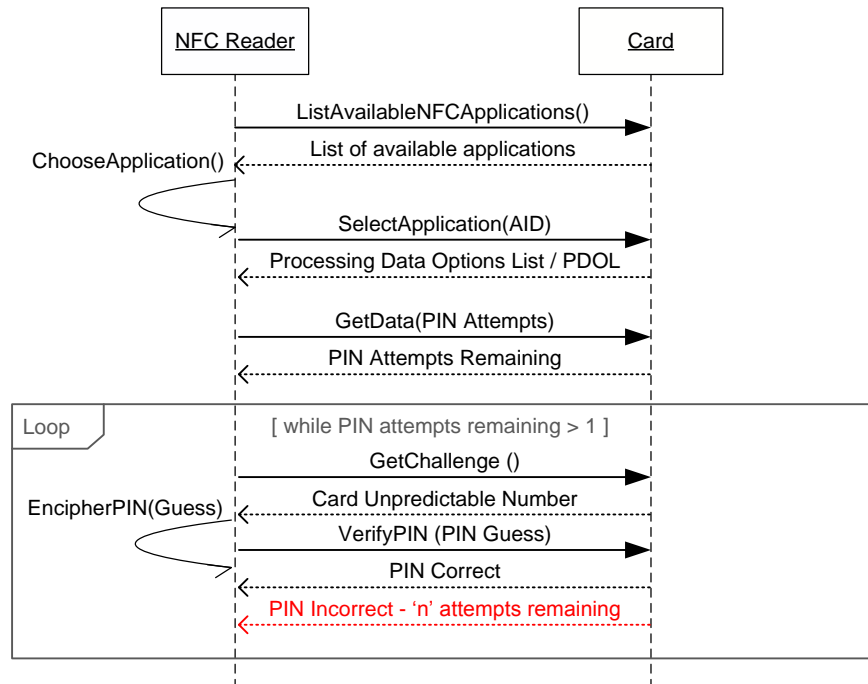 NFC Reader
Card
ListAvailableNFCApplications()
List of available applications
ChooseApplication()
SelectApplication(AID)
Processing Data Options List / PDOL
GetData(PIN Attempts)
PIN Attempts Remaining
Loop
[ while PIN attempts remaining > 1 ]
GetChallenge ()
Card Unpredictable Number
EncipherPIN(Guess)
VerifyPIN (PIN Guess)
PIN Correct
PIN Incorrect - ‘n’ attempts remaining